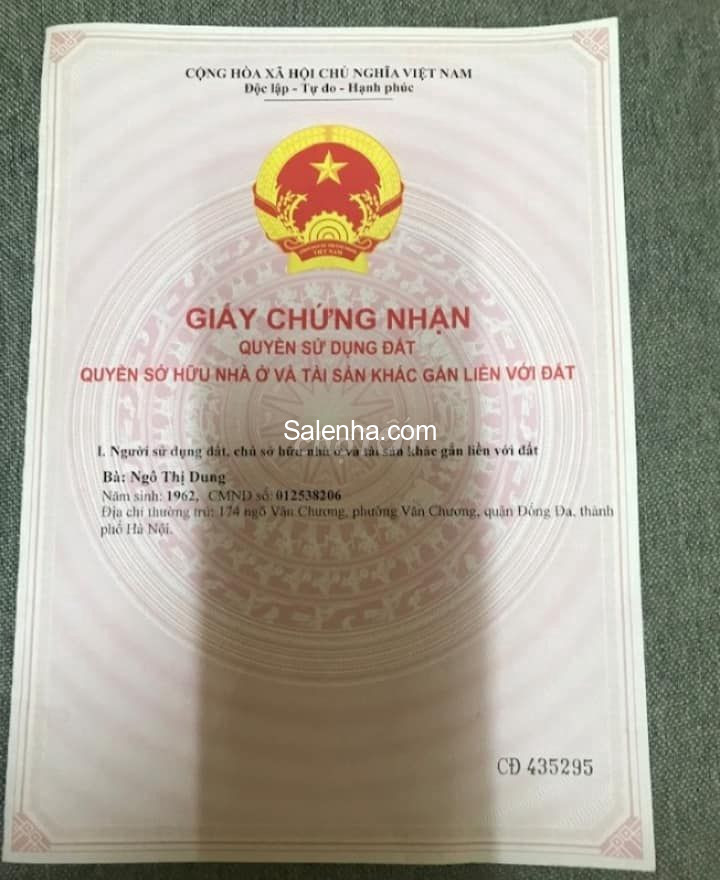 CỘNG HÒA XÃ HỘI CHỦ NGHĨA VIỆT NAM
Độc lập - Tự do - Hạnh phúc
VIỆT NAM
GIẤY CHỨNG NHẬN
QUYỀN SỬ DỤNG ĐẤT
QUYỀN SỞ HỮU NHÀ Ở VÀ TÀI SẢN KHÁC GẮN LIỀN VỚI ĐẤT
Salenha.com
I. Người sử dụng đất, chủ sở hữu nhà ở và tài sản khác gắn liền với đất
Bà: Ngô Thị Dung
Năm sinh: 1962, CMND số: 012538206
Địa chỉ thường trú: 174 ngõ Văn Chương, phường Văn Chương, quận Đống Đa, thành
phố Hà Nội.
CĐ 435295